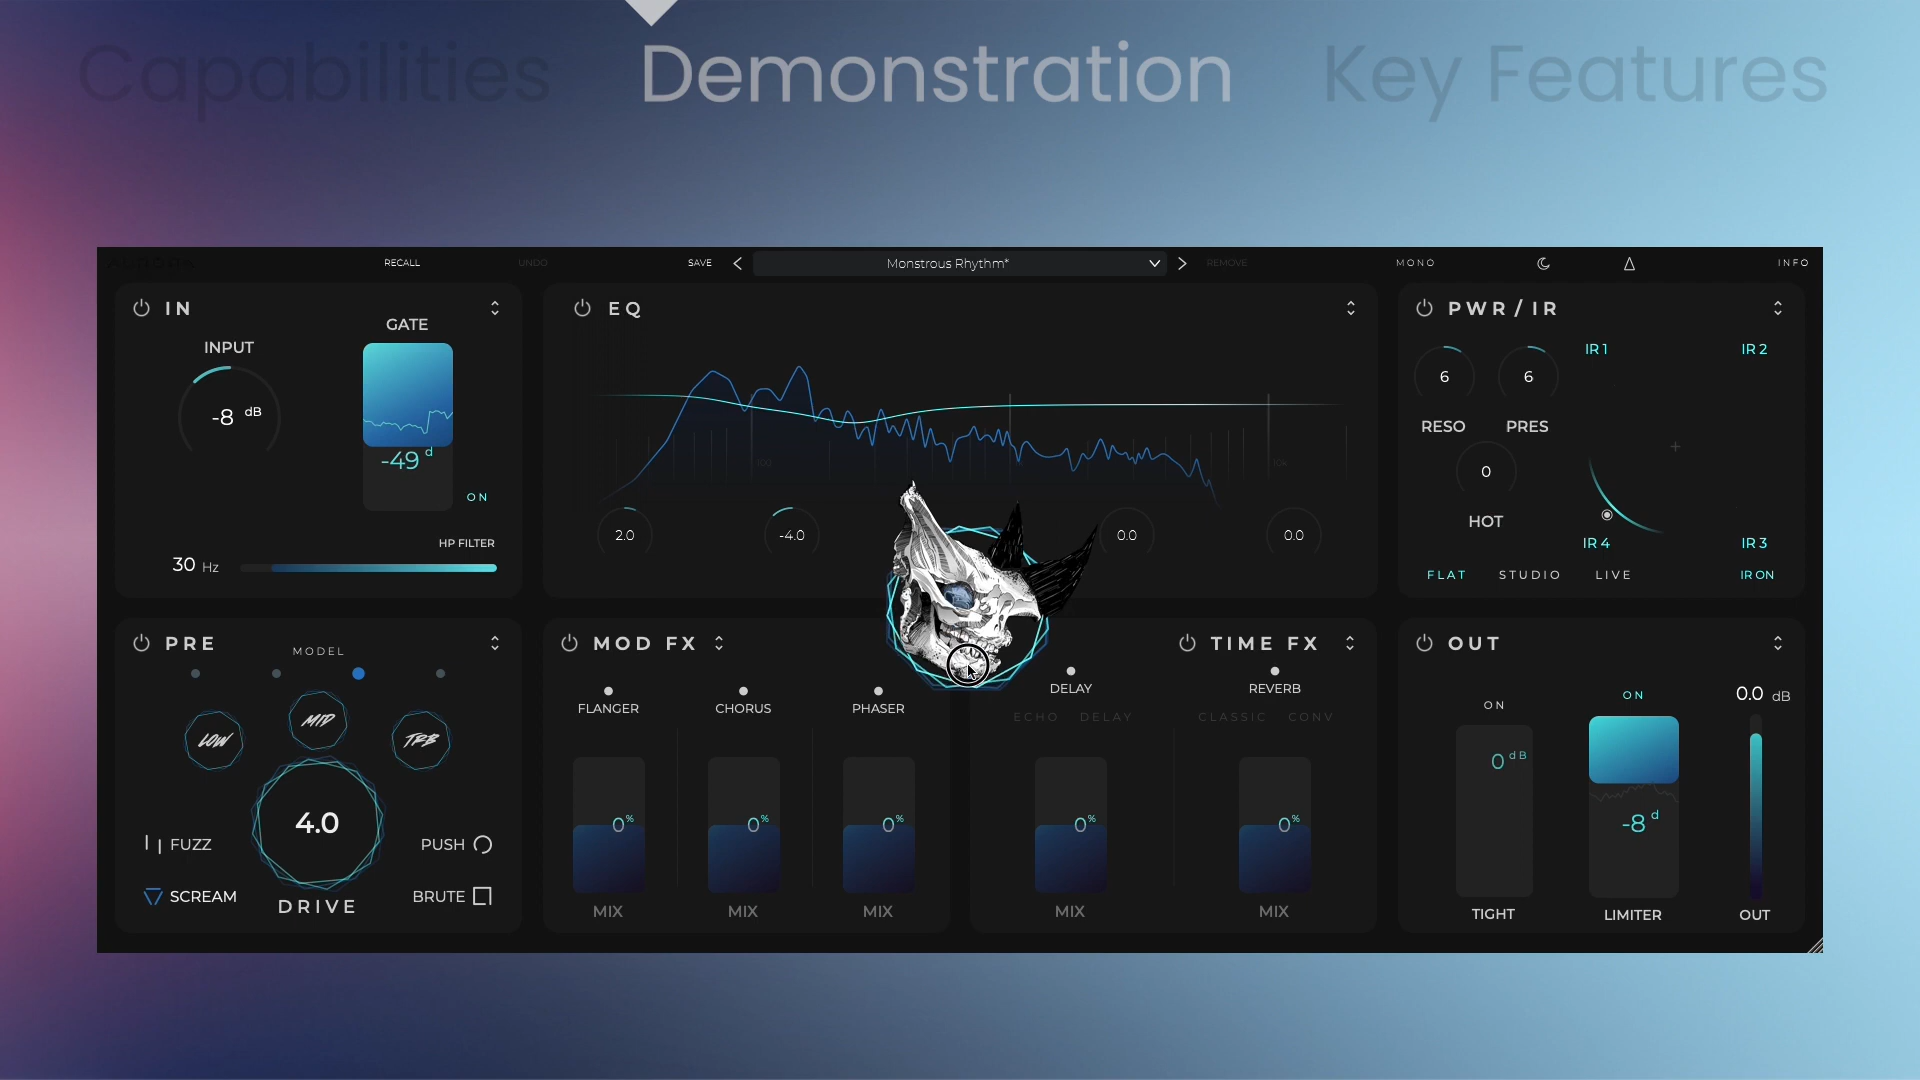 Capabilities Demonstration Key Features
RECALL UNDO SAVE Monstrous Rhythm* REMOVE MONO INFO
IN
INPUT
-8 dB
GATE
-49 d
ON
HP FILTER
30 Hz
EQ
100
10K
2.0 -4.0 0.0 0.0
PWR / IR
6 6
RESO PRES
0
HOT
IR 1 IR 2
IR 4 IR 3
FLAT STUDIO LIVE IR ON
PRE
MODEL
LOW MID TRB
4.0
FUZZ PUSH
SCREAM BRUTE
DRIVE
MOD FX
FLANGER CHORUS PHASER
0% 0% 0%
MIX MIX MIX
TIME FX
DELAY REVERB
ECHO DELAY CLASSIC CONV
0% 0%
MIX MIX
OUT
ON ON 0.0 dB
0 dB
-8 d
TIGHT LIMITER OUT